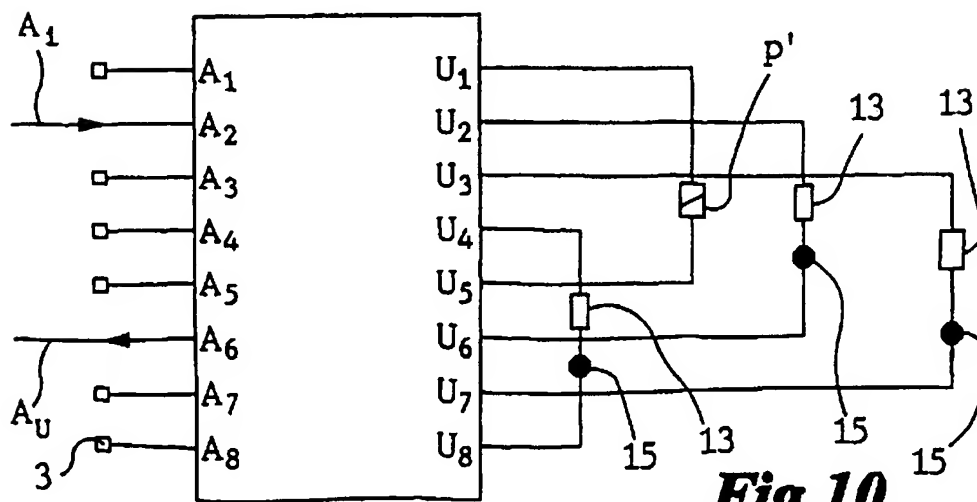 A1
A1 U1 p'
A2 U2 13 13
A3 U3
A4 U4
A5 U5
A6 U6
AU A7 U7
3 A8 U8 15 13 15 15
Fig.10